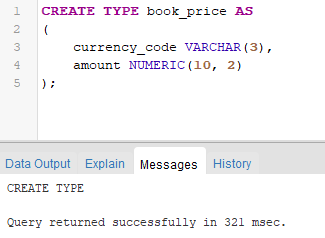 1 CREATE TYPE book_price AS
2 (
3 currency_code VARCHAR(3),
4 amount NUMERIC(10, 2)
5 );
Data Output Explain Messages History
CREATE TYPE
Query returned successfully in 321 msec.